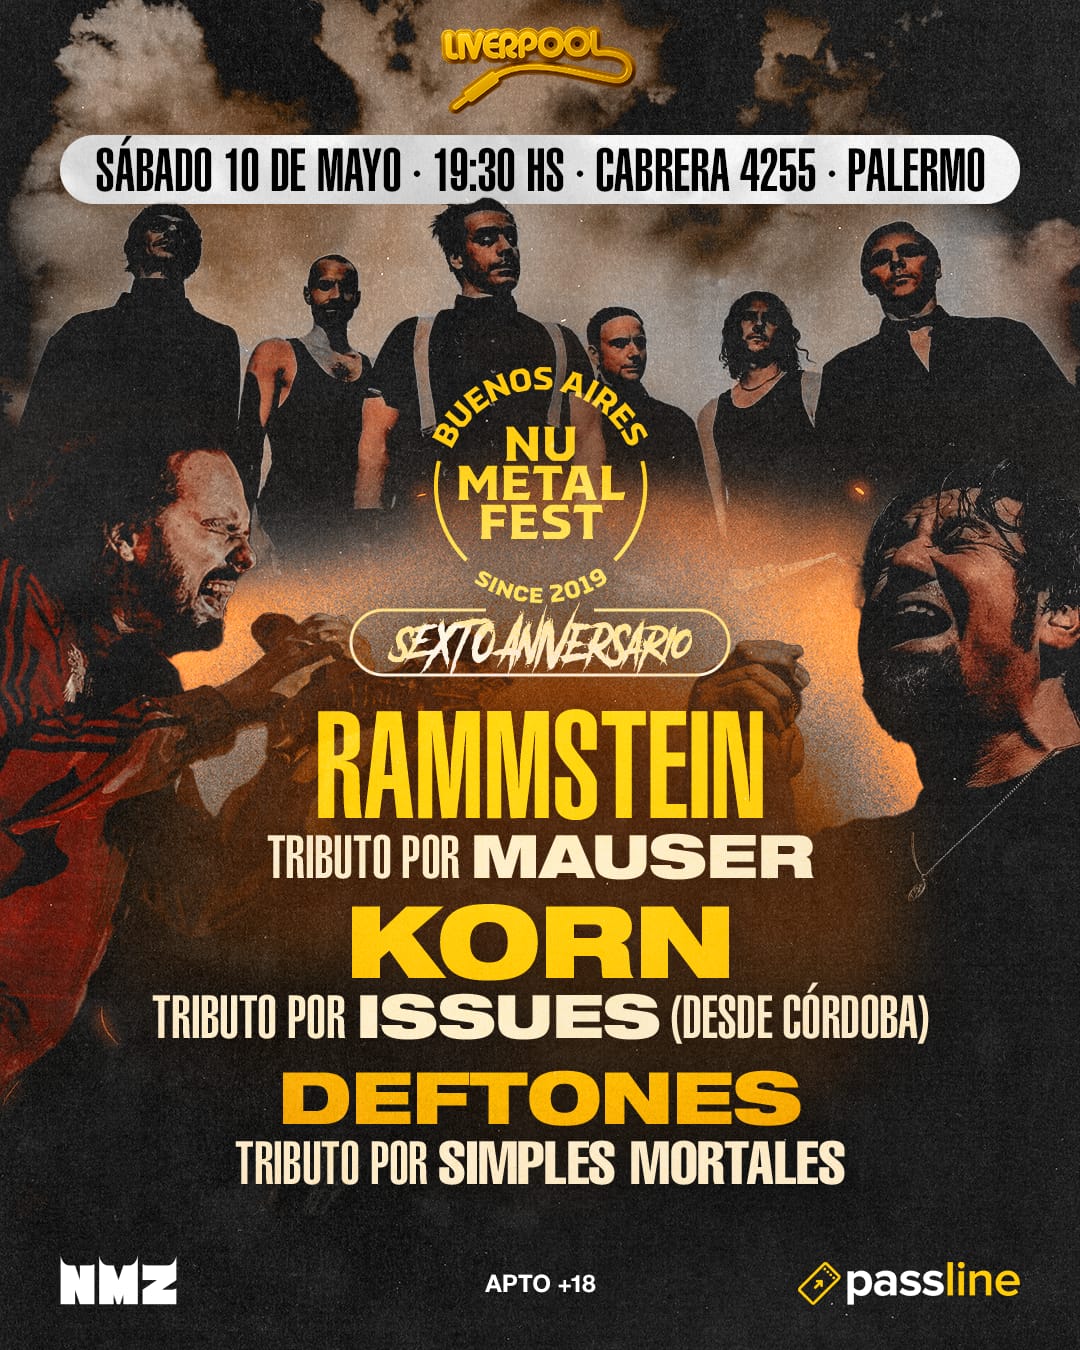 LIVERPOOL
SÁBADO 10 DE MAYO · 19:30 HS · CABRERA 4255 · PALERMO
BUENOS AIRES
NU
METAL
FEST
SINCE 2019
SEXTO ANIVERSARIO
RAMMSTEIN
TRIBUTO POR MAUSER
KORN
TRIBUTO POR ISSUES (DESDE CÓRDOBA)
DEFTONES
TRIBUTO POR SIMPLES MORTALES
NMZ
APTO +18
passline